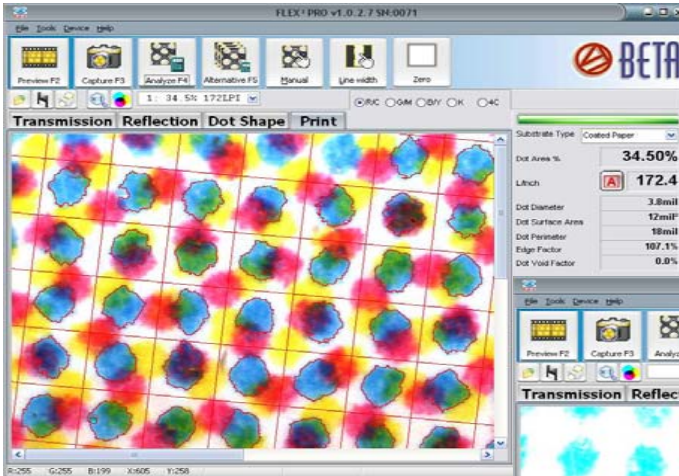 FLEX³PRO v1.0.2.7 SN:0071
File Tools Device Help
Preview F2 Capture F3 Analyze F4 Alternative F5 Manual Line width Zero
BETA
1: 34.5% 172LPI
R/C G/M B/Y K 4C
Transmission Reflection Dot Shape Print
Substrate Type Coated Paper
Dot Area % 34.50%
L/Inch A 172.4
Dot Diameter 3.8mil
Dot Surface Area 12mil²
Dot Perimeter 18mil
Edge Factor 107.1%
Dot Void Factor 0.0%
File Tools Device Help
Preview F2 Capture F3 Analyz
Transmission Reflec
R:255 G:255 B:199 X:605 Y:258